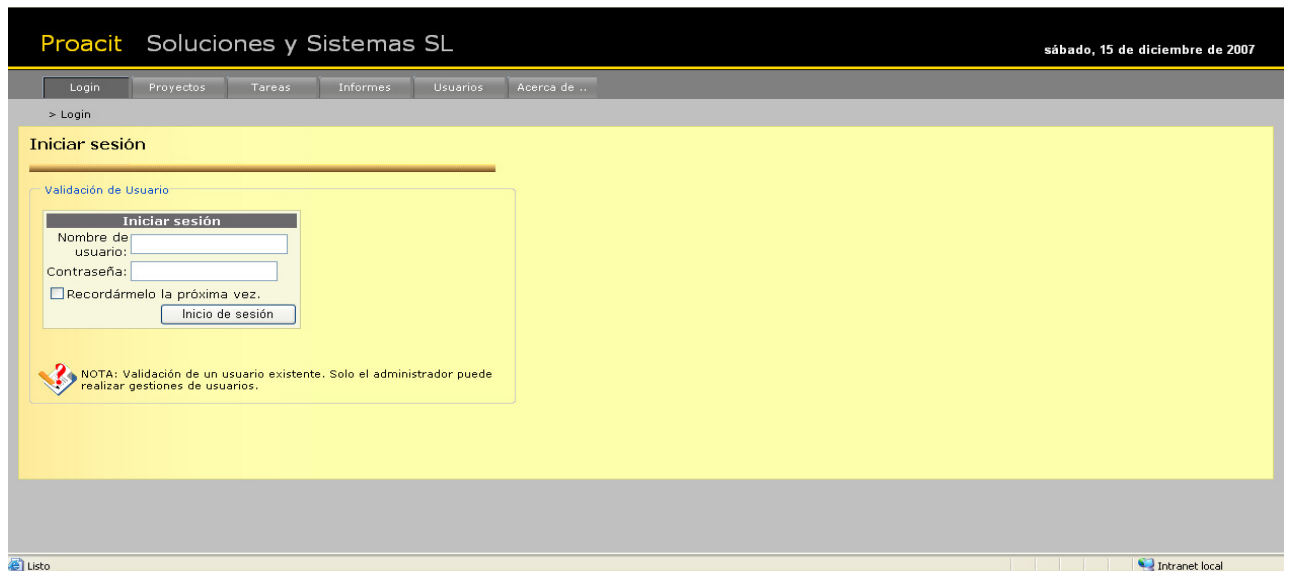 Proacit Soluciones y Sistemas SL
sábado, 15 de diciembre de 2007
Login Proyectos Tareas Informes Usuarios Acerca de ..
> Login
Iniciar sesión
Validación de Usuario
Iniciar sesión
Nombre de
usuario:
Contraseña:
Recordármelo la próxima vez.
Inicio de sesión
NOTA: Validación de un usuario existente. Solo el administrador puede
realizar gestiones de usuarios.
Listo
Intranet local